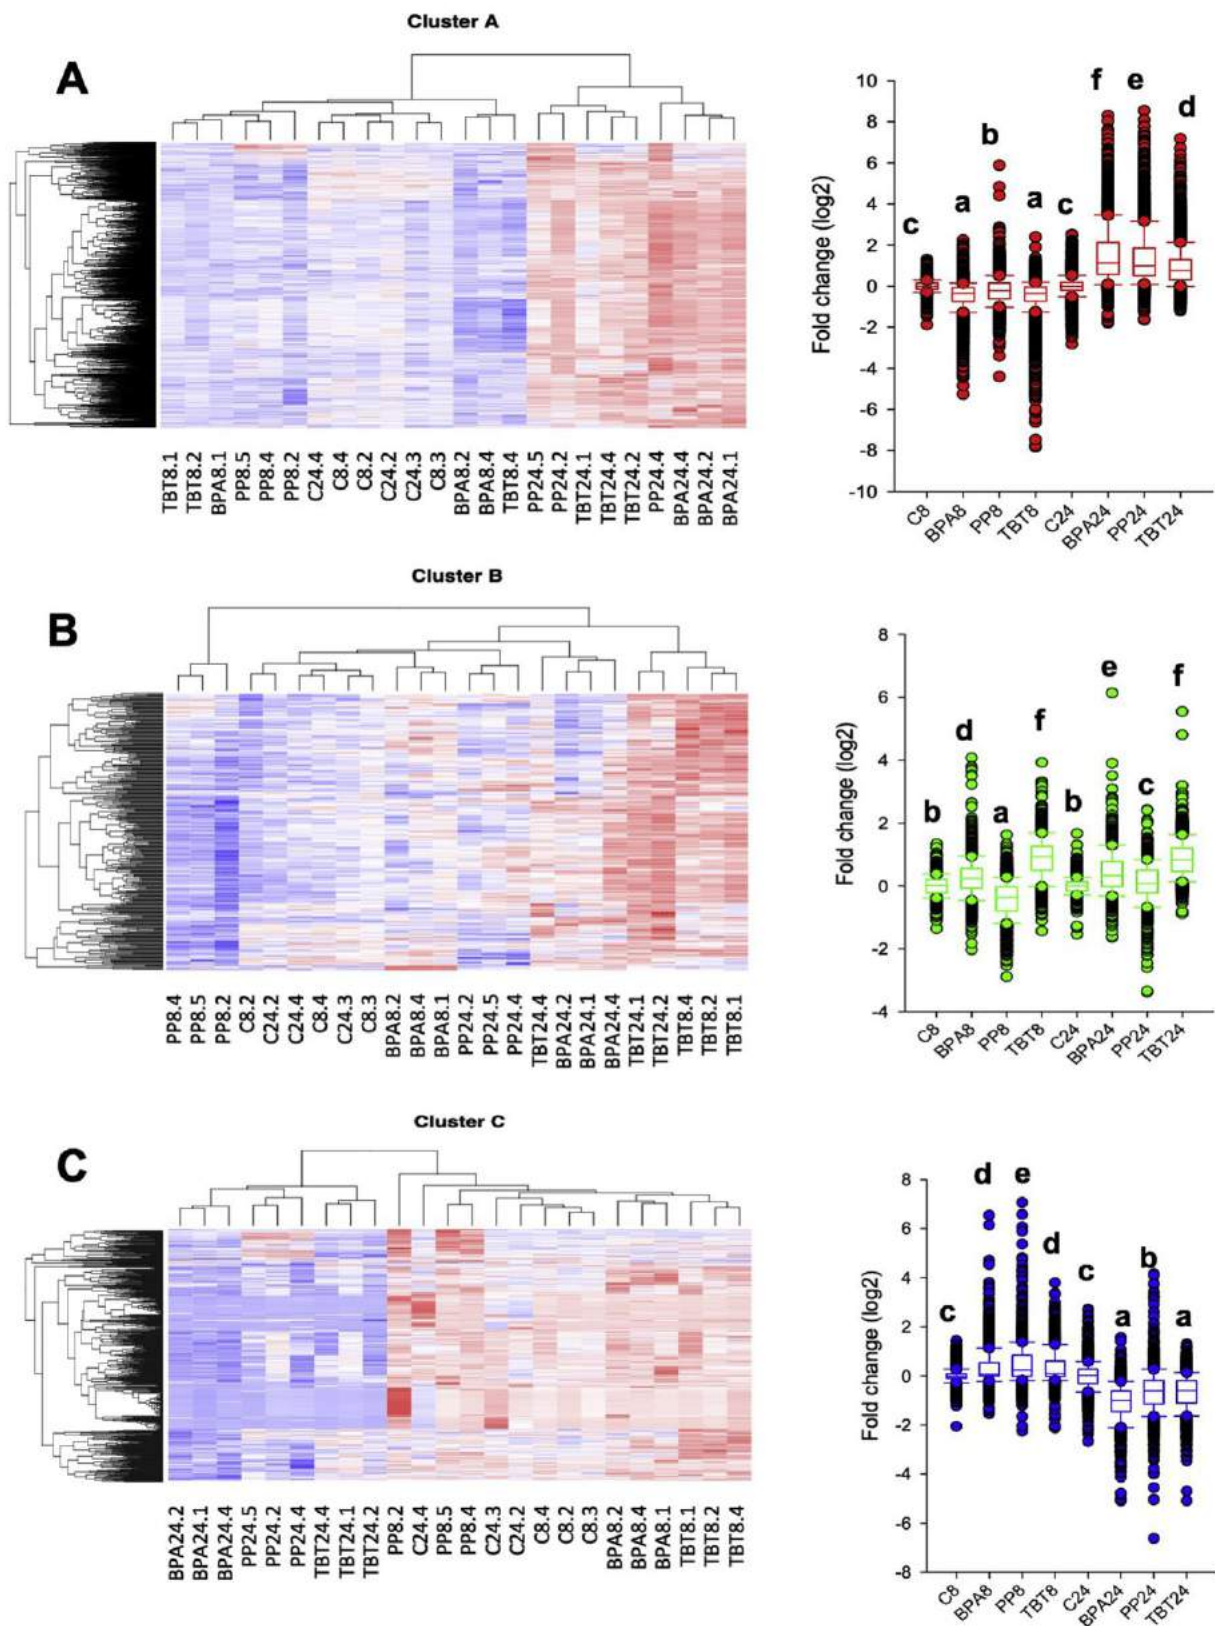 Cluster A
A
TBT8.1 TBT8.2 BPA8.1 PP8.5 PP8.4 PP8.2 C24.4 C8.4 C8.2 C24.2 C24.3 C8.3 BPA8.2 BPA8.4 TBT8.4 PP24.5 PP24.2 TBT24.1 TBT24.4 TBT24.2 PP24.4 BPA24.4 BPA24.2 BPA24.1
Fold change (log2)
10
8
6
4
2
0
-2
-4
-6
-8
-10
c a b a c f e d
C8 BPA8 PP8 TBT8 C24 BPA24 PP24 TBT24
Cluster B
B
PP8.4 PP8.5 PP8.2 C8.2 C24.2 C24.4 C8.4 C24.3 C8.3 BPA8.2 BPA8.4 BPA8.1 PP24.2 PP24.5 PP24.4 TBT24.4 BPA24.2 BPA24.1 BPA24.4 TBT24.1 TBT24.2 TBT8.4 TBT8.2 TBT8.1
Fold change (log2)
8
6
4
2
0
-2
-4
b d a f b e c f
C8 BPA8 PP8 TBT8 C24 BPA24 PP24 TBT24
Cluster C
C
BPA24.2 BPA24.1 BPA24.4 PP24.5 PP24.2 PP24.4 TBT24.4 TBT24.1 TBT24.2 PP8.2 C24.4 PP8.5 PP8.4 C24.3 C24.2 C8.4 C8.2 C8.3 BPA8.2 BPA8.4 BPA8.1 TBT8.1 TBT8.2 TBT8.4
Fold change (log2)
8
6
4
2
0
-2
-4
-6
-8
c d e d c a b a
C8 BPA8 PP8 TBT8 C24 BPA24 PP24 TBT24